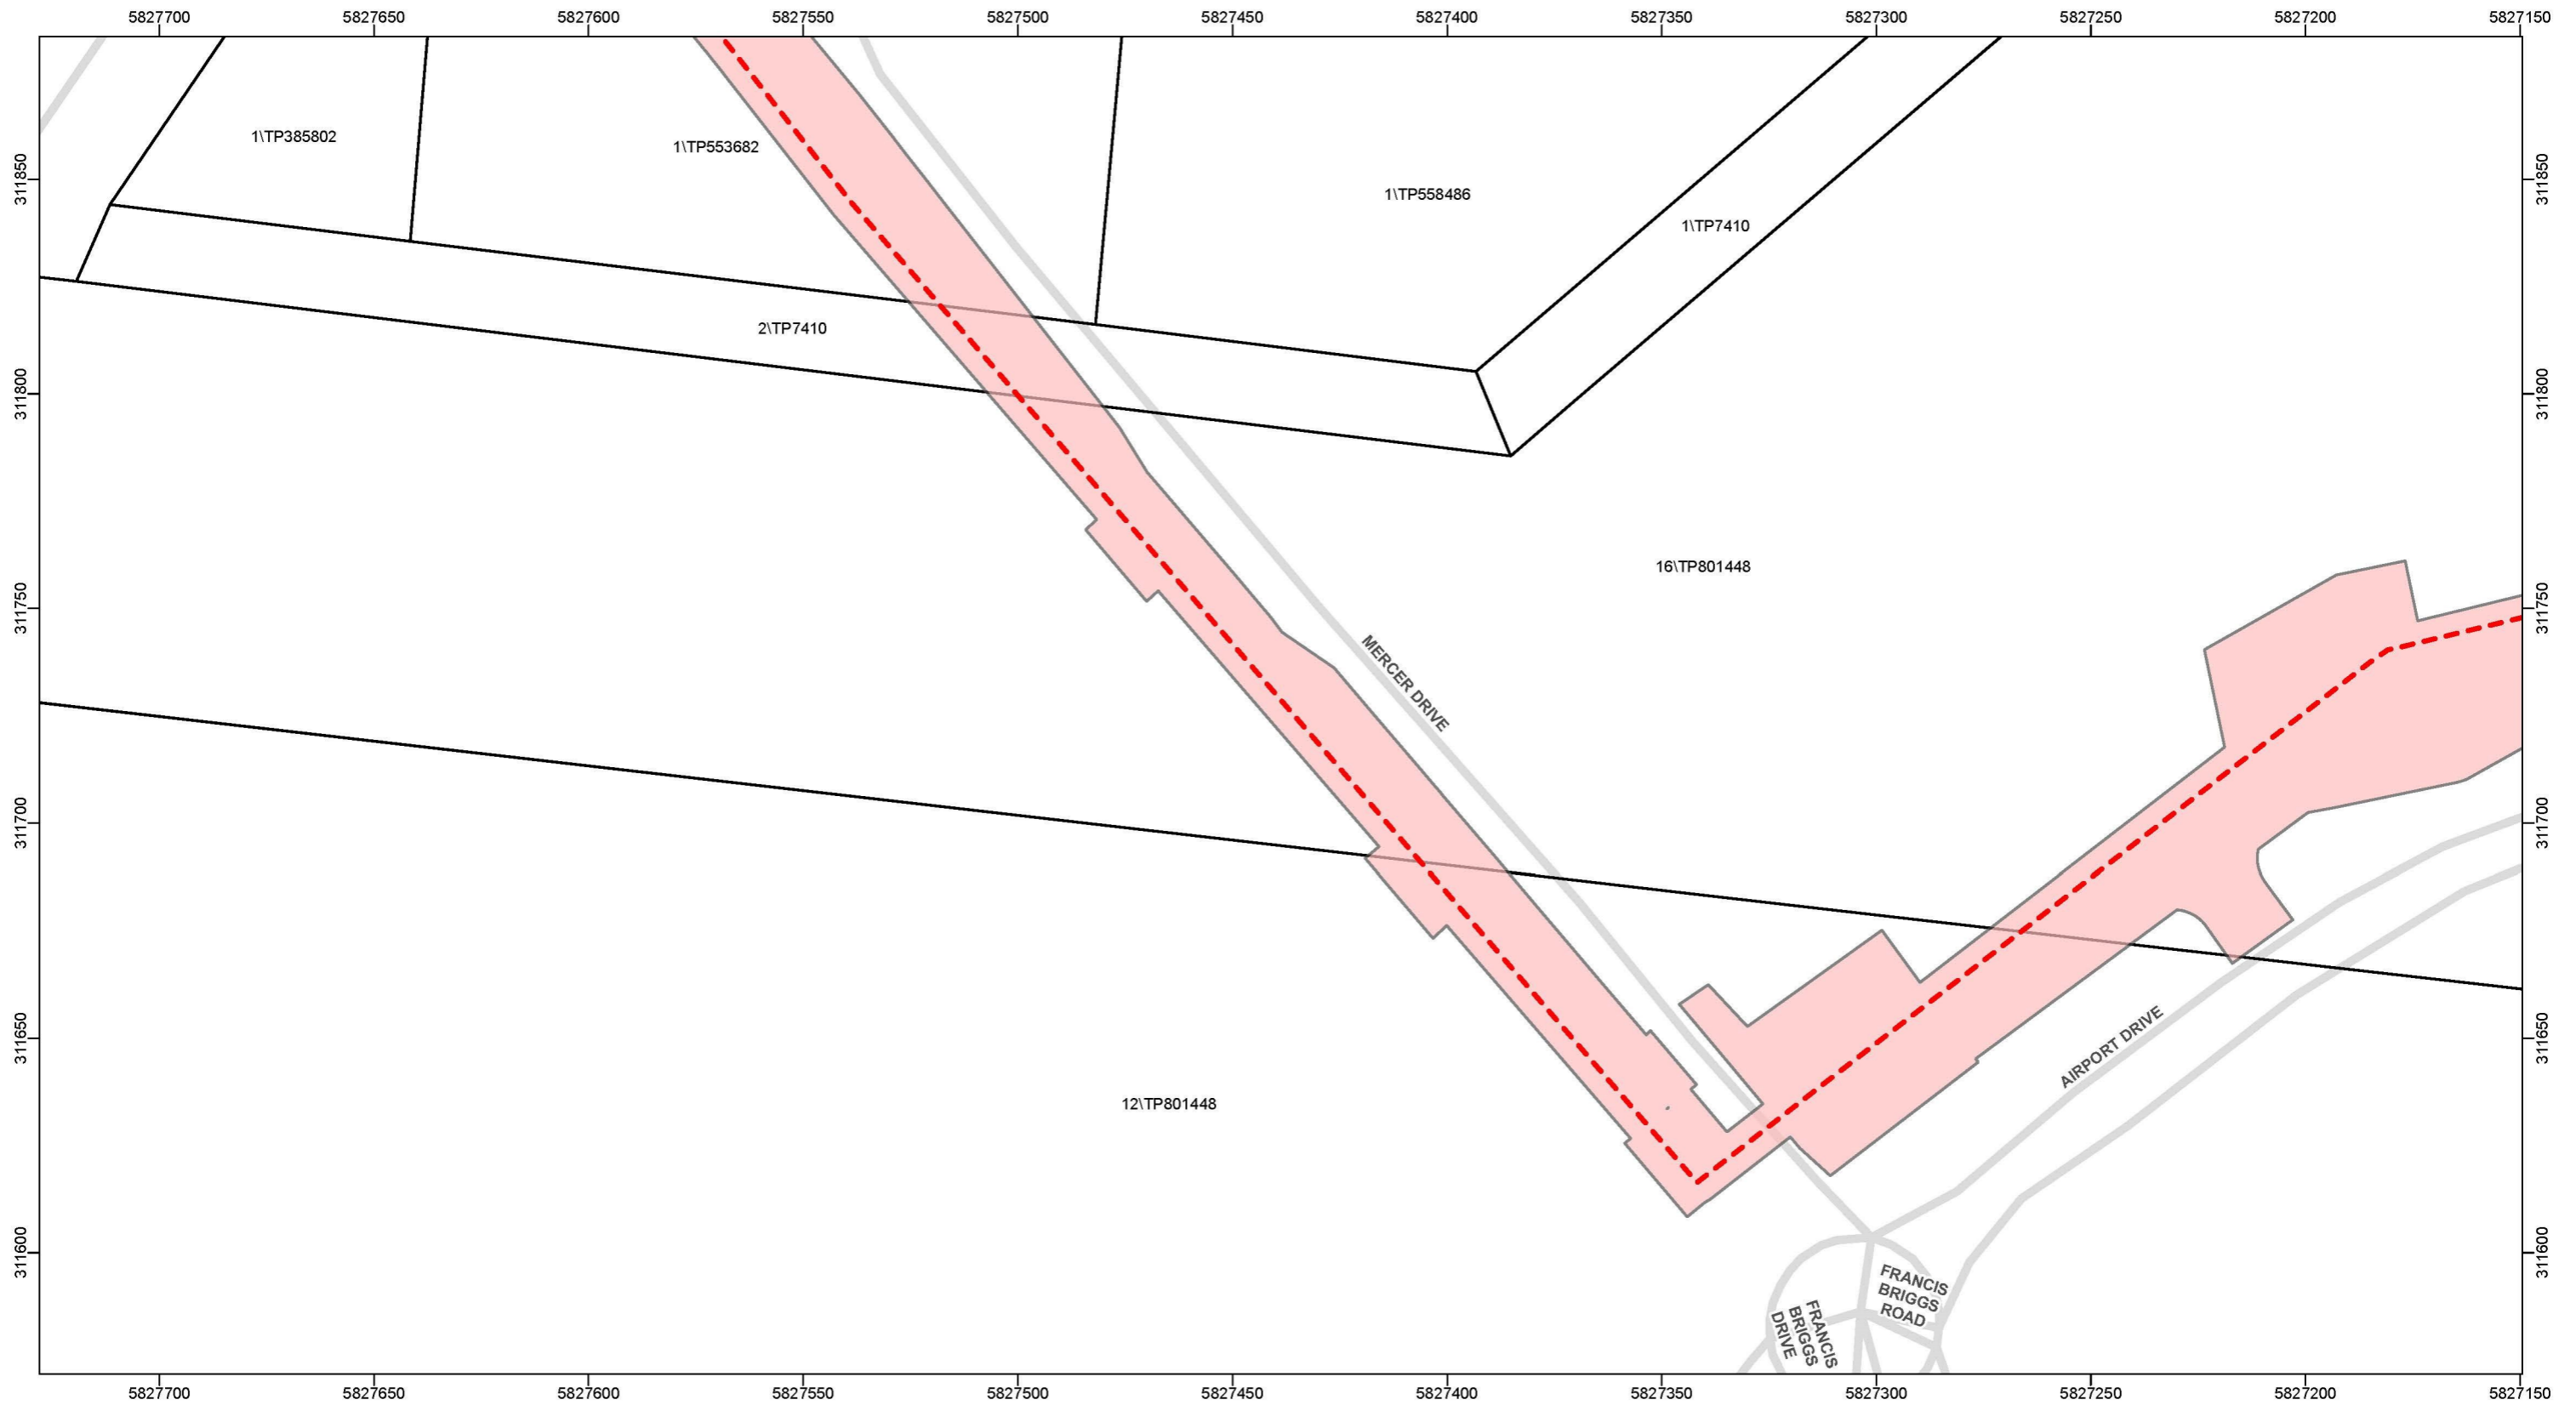 5827700 5827650 5827600 5827550 5827500 5827450 5827400 5827350 5827300 5827250 5827200 5827150
1\TP385802
1\TP553682
311850
311850
1\TP558486
1\TP7410
2\TP7410
311800
311800
16\TP801448
311750
311750
MERCER DRIVE
311700
311700
311650
311650
AIRPORT DRIVE
12\TP801448
311600
311600
FRANCIS
BRIGGS
ROAD
FRANCIS
BRIGGS
DRIVE
5827700 5827650 5827600 5827550 5827500 5827450 5827400 5827350 5827300 5827250 5827200 5827150